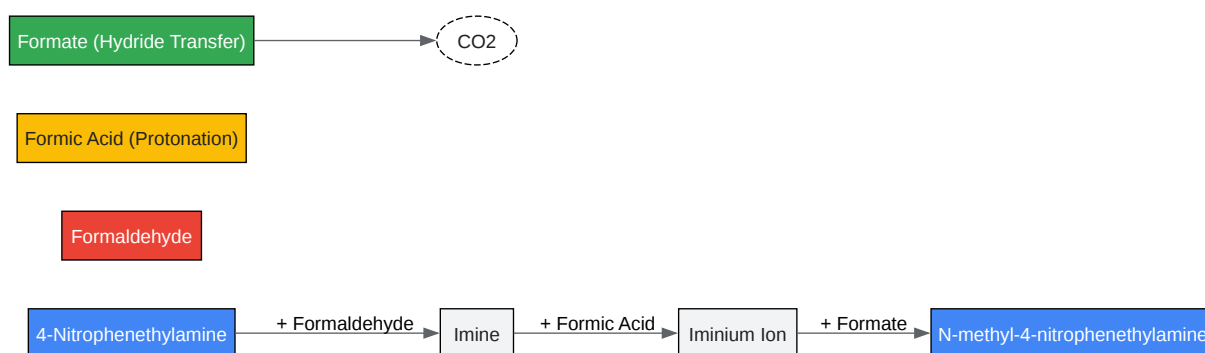 Formate (Hydride Transfer)
CO2
Formic Acid (Protonation)
Formaldehyde
4-Nitrophenethylamine
+ Formaldehyde
Imine
+ Formic Acid
Iminium Ion
+ Formate
N-methyl-4-nitrophenethylamine